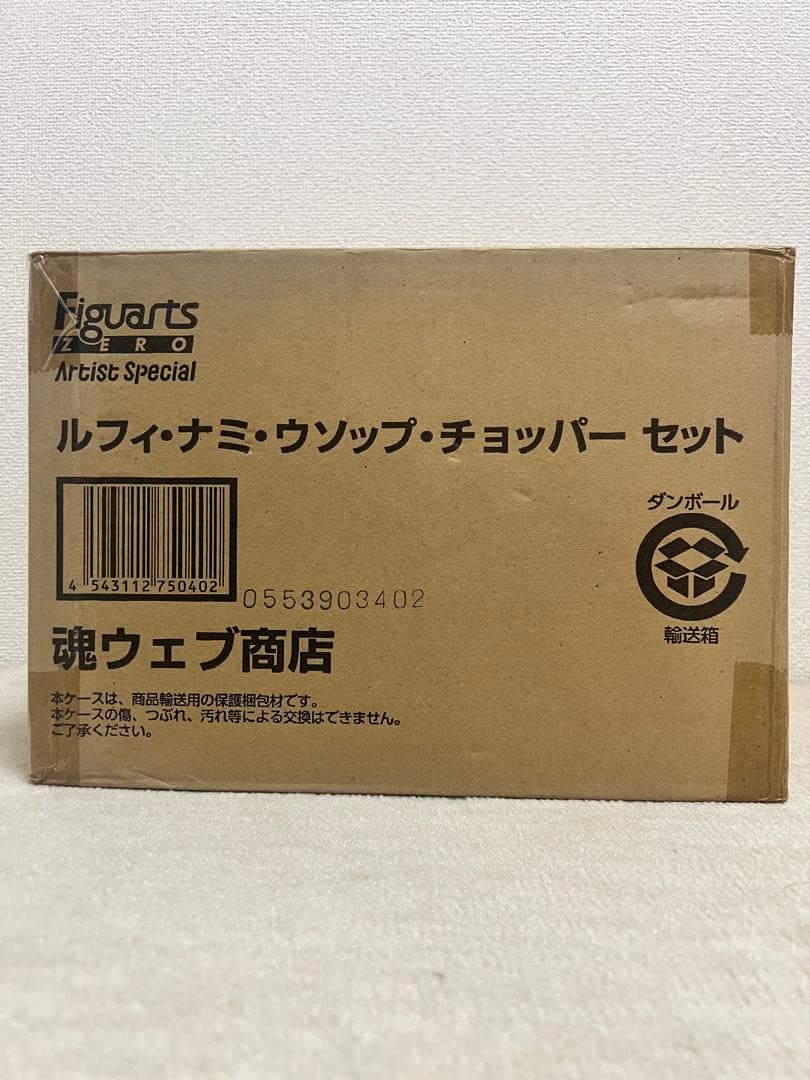 Figuarts
ZERO
Artist Special
ルフィ・ナミ・ウソップ・チョッパー セット
4 543112 750402
0553903402
ダンボール
輸送箱
魂ウェブ商店
本ケースは、商品輸送用の保護梱包材です。
本ケースの傷、つぶれ、汚れ等による交換はできません。
ご了承ください。